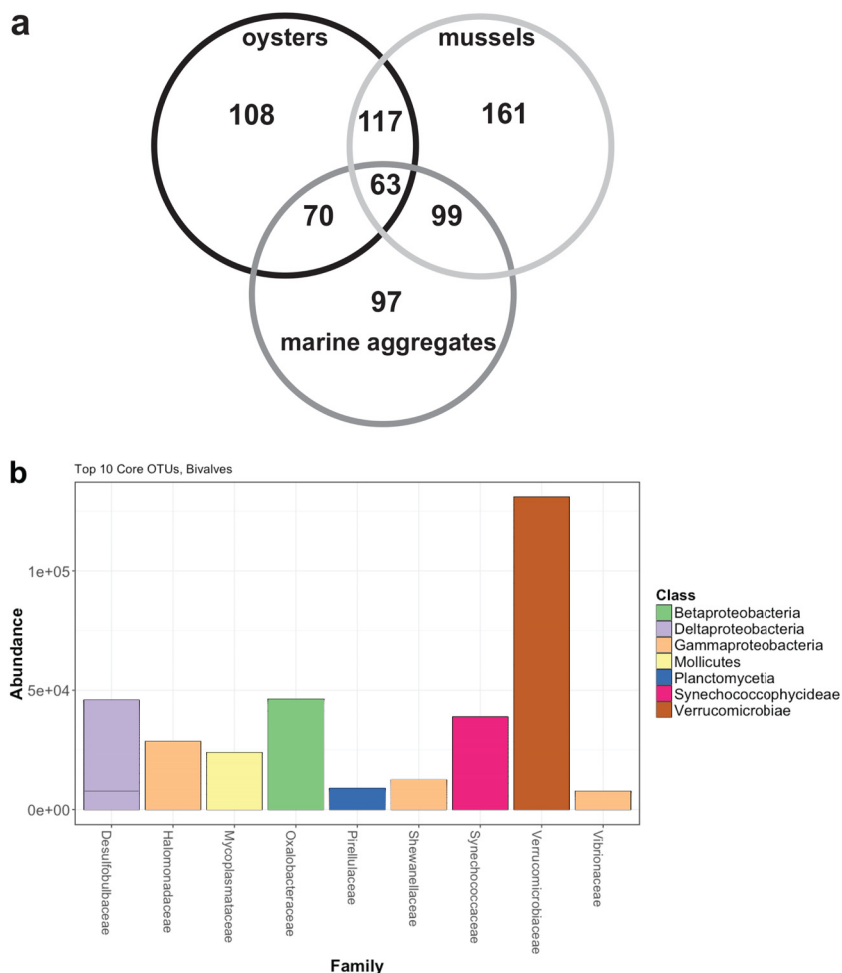 a
oysters
mussels
108
117
161
63
70
99
97
marine aggregates
b
Top 10 Core OTUs, Bivalves
Abundance
1e+05
5e+04
0e+00
Desulfobulbaceae
Halomonadaceae
Mycoplasmataceae
Oxalobacteraceae
Pirellulaceae
Shewanellaceae
Synechococcaceae
Verrucomicrobiaceae
Vibrionaceae
Family
Class
Betaproteobacteria
Deltaproteobacteria
Gammaproteobacteria
Mollicutes
Planctomycetia
Synechococcophycideae
Verrucomicrobiae